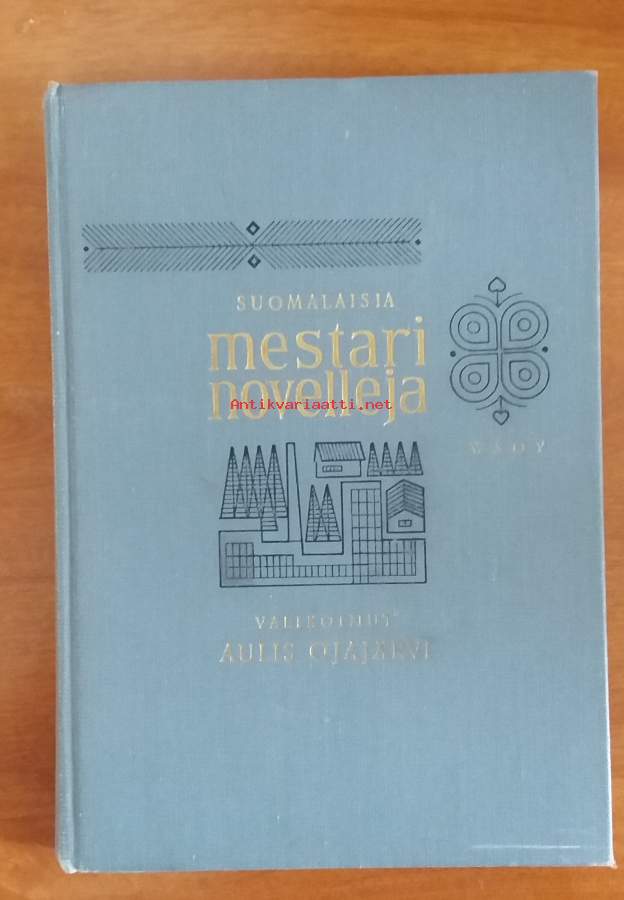 SUOMALAISIA
mestari
novelleja
Antikvariaatti.net
WSOY
VALIKOINUT
AULIS OJAJÄRVI